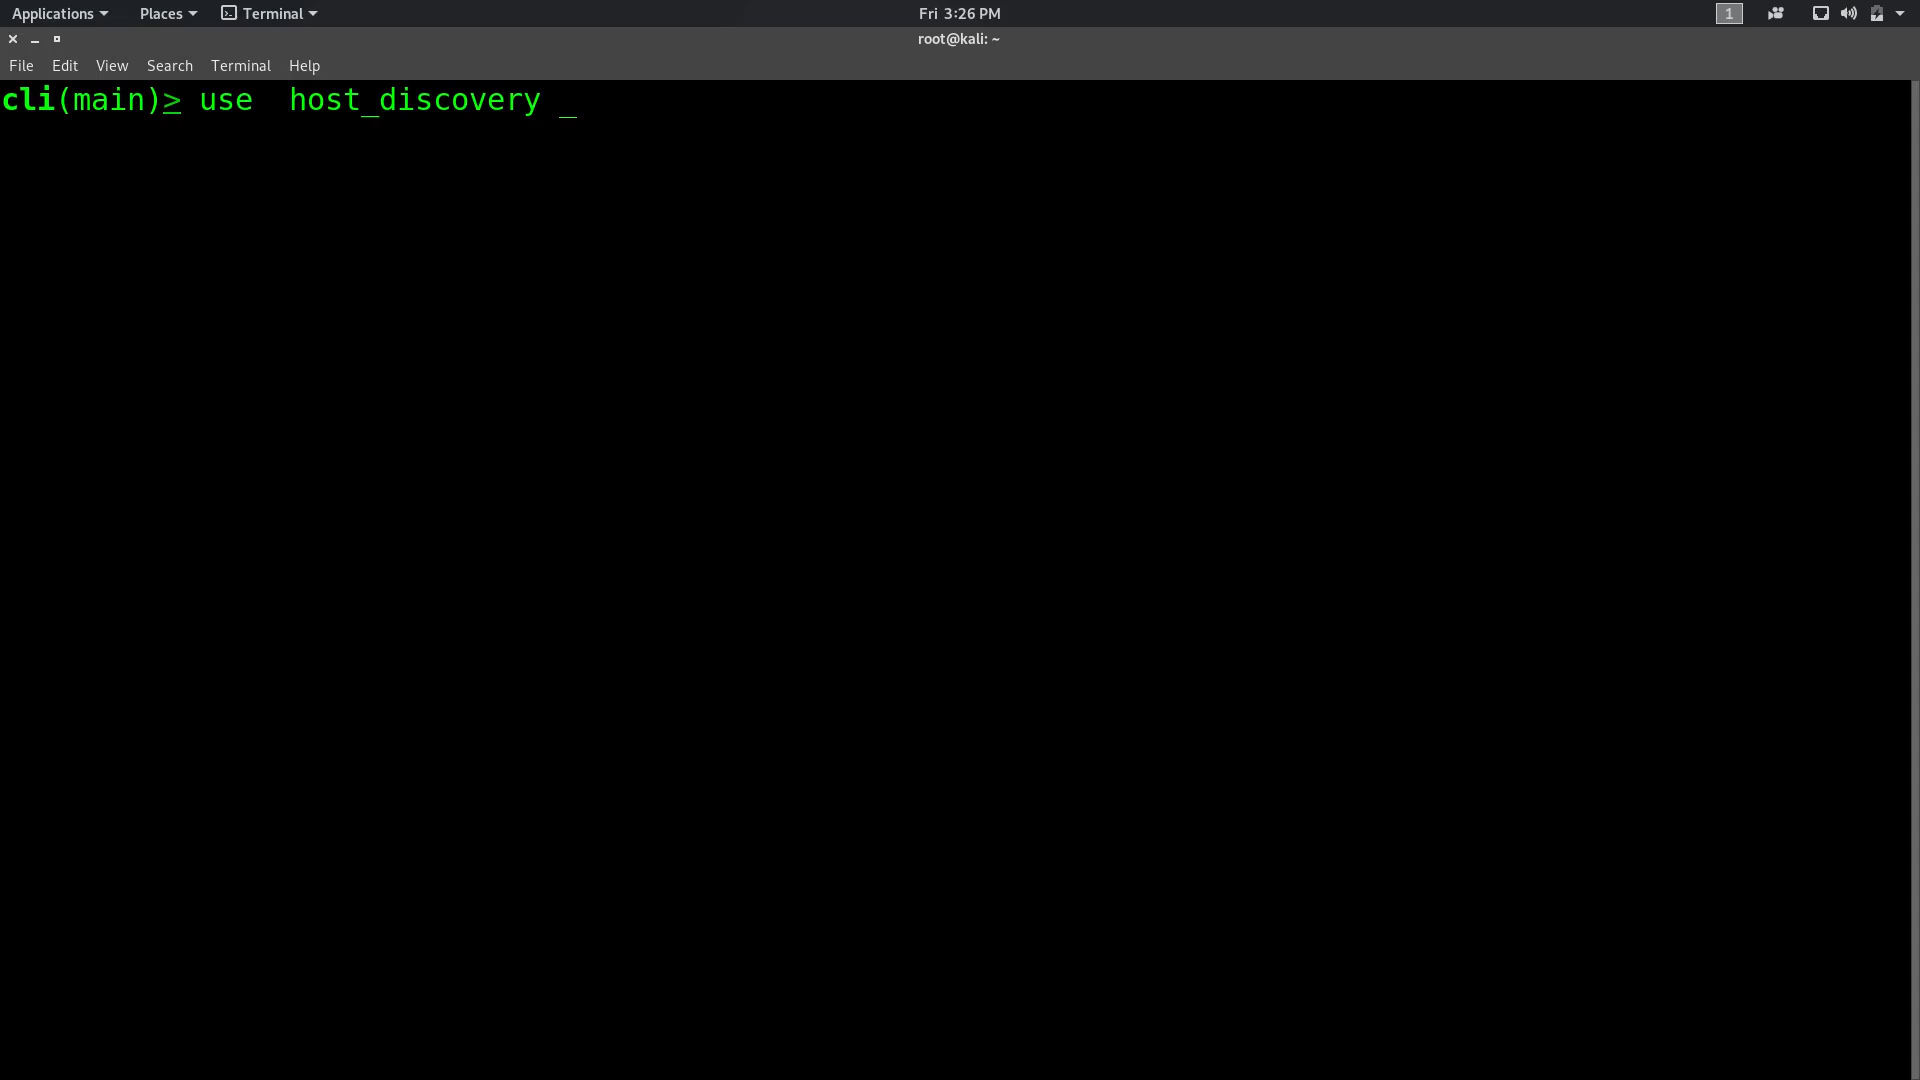 Applications Places Terminal Fri 3:26 PM 1
root@kali: ~
File Edit View Search Terminal Help
cli(main)> use  host_discovery _